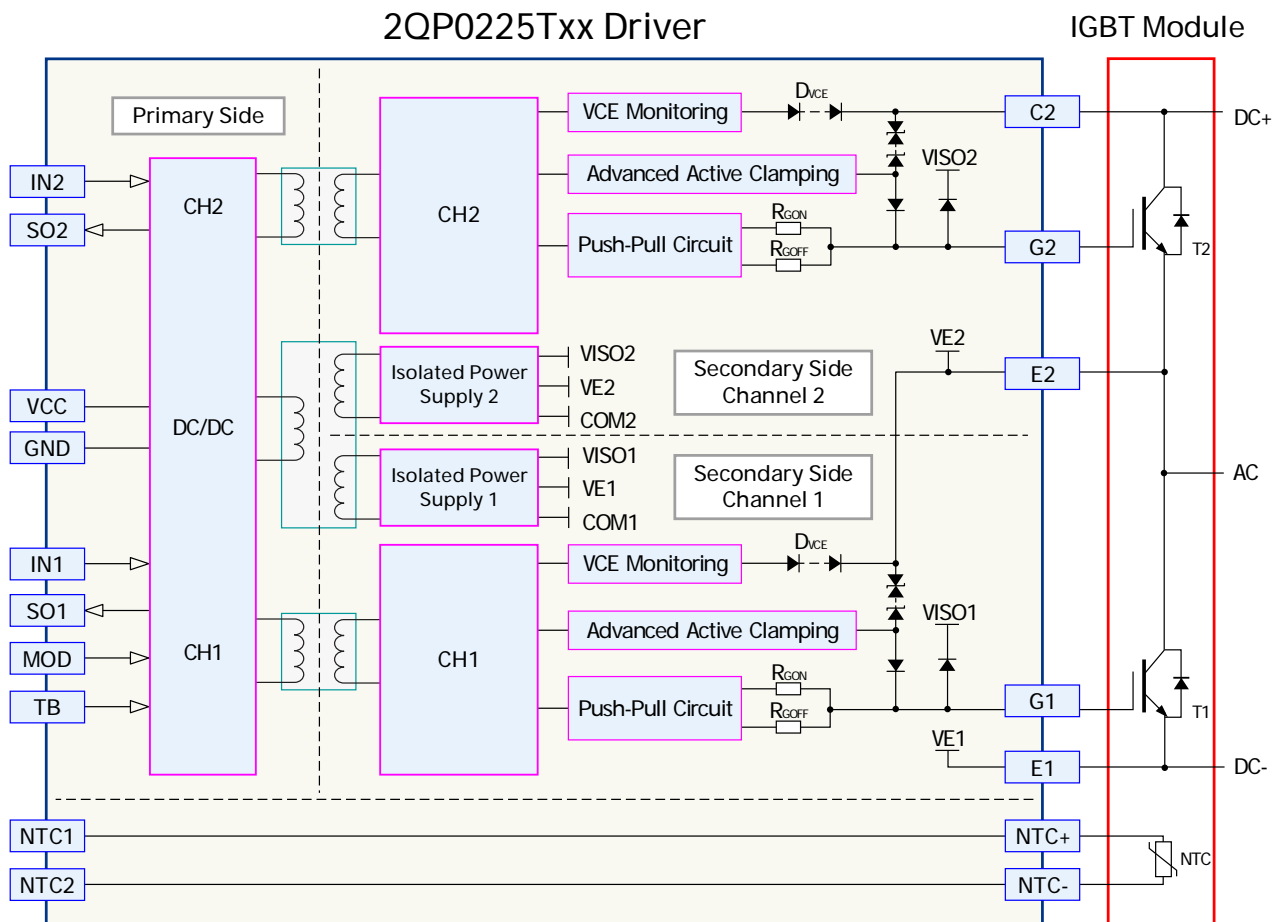 2QP0225Txx Driver
IGBT Module
Primary Side
IN2
SO2
VCC
GND
IN1
SO1
MOD
TB
NTC1
NTC2
CH2
DC/DC
CH1
CH2
VCE Monitoring
DVCE
Advanced Active Clamping
VISO2
Push-Pull Circuit
RGON
RGOFF
Isolated Power
Supply 2
VISO2
VE2
COM2
Secondary Side
Channel 2
VE2
Isolated Power
Supply 1
VISO1
VE1
COM1
Secondary Side
Channel 1
CH1
VCE Monitoring
DVCE
Advanced Active Clamping
VISO1
Push-Pull Circuit
RGON
RGOFF
VE1
C2
G2
E2
G1
E1
NTC+
NTC-
DC+
T2
AC
T1
DC-
NTC